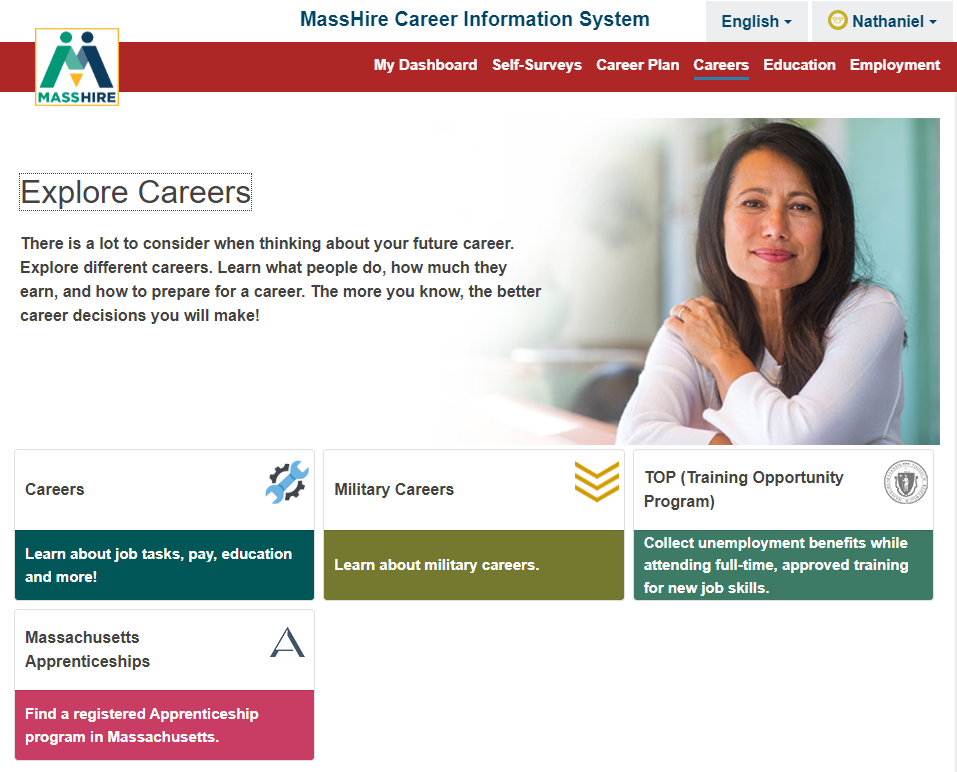 MassHire Career Information System
English
Nathaniel
MASSHIRE
My Dashboard Self-Surveys Career Plan Careers Education Employment
Explore Careers
There is a lot to consider when thinking about your future career.
Explore different careers. Learn what people do, how much they
earn, and how to prepare for a career. The more you know, the better
career decisions you will make!
Careers
Learn about job tasks, pay, education
and more!
Military Careers
Learn about military careers.
TOP (Training Opportunity
Program)
Collect unemployment benefits while
attending full-time, approved training
for new job skills.
Massachusetts
Apprenticeships
Find a registered Apprenticeship
program in Massachusetts.